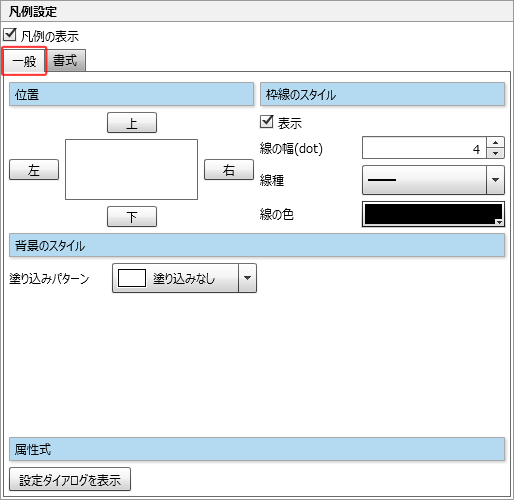 凡例設定
凡例の表示
一般 書式
位置
上
左 右
下
枠線のスタイル
表示
線の幅(dot) 4
線種
線の色
背景のスタイル
塗り込みパターン 塗り込みなし
属性式
設定ダイアログを表示